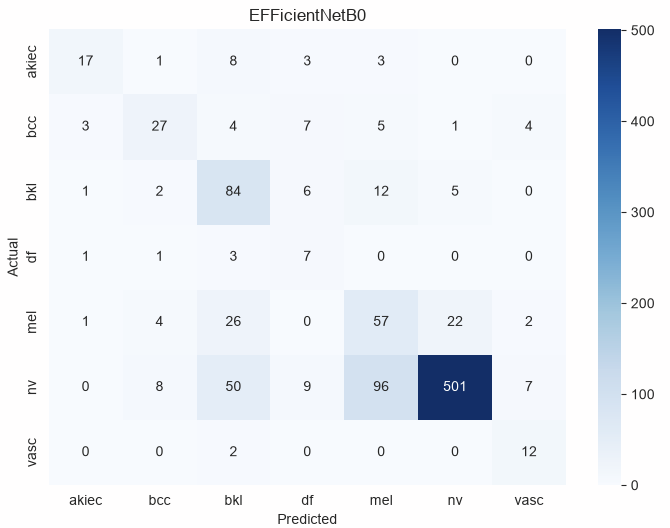 EFFicientNetB0
akiec 17 1 8 3 3 0 0
bcc 3 27 4 7 5 1 4
bkl 1 2 84 6 12 5 0
df 1 1 3 7 0 0 0
mel 1 4 26 0 57 22 2
nv 0 8 50 9 96 501 7
vasc 0 0 2 0 0 0 12
akiec bcc bkl df mel nv vasc
Actual
Predicted
500
400
300
200
100
0